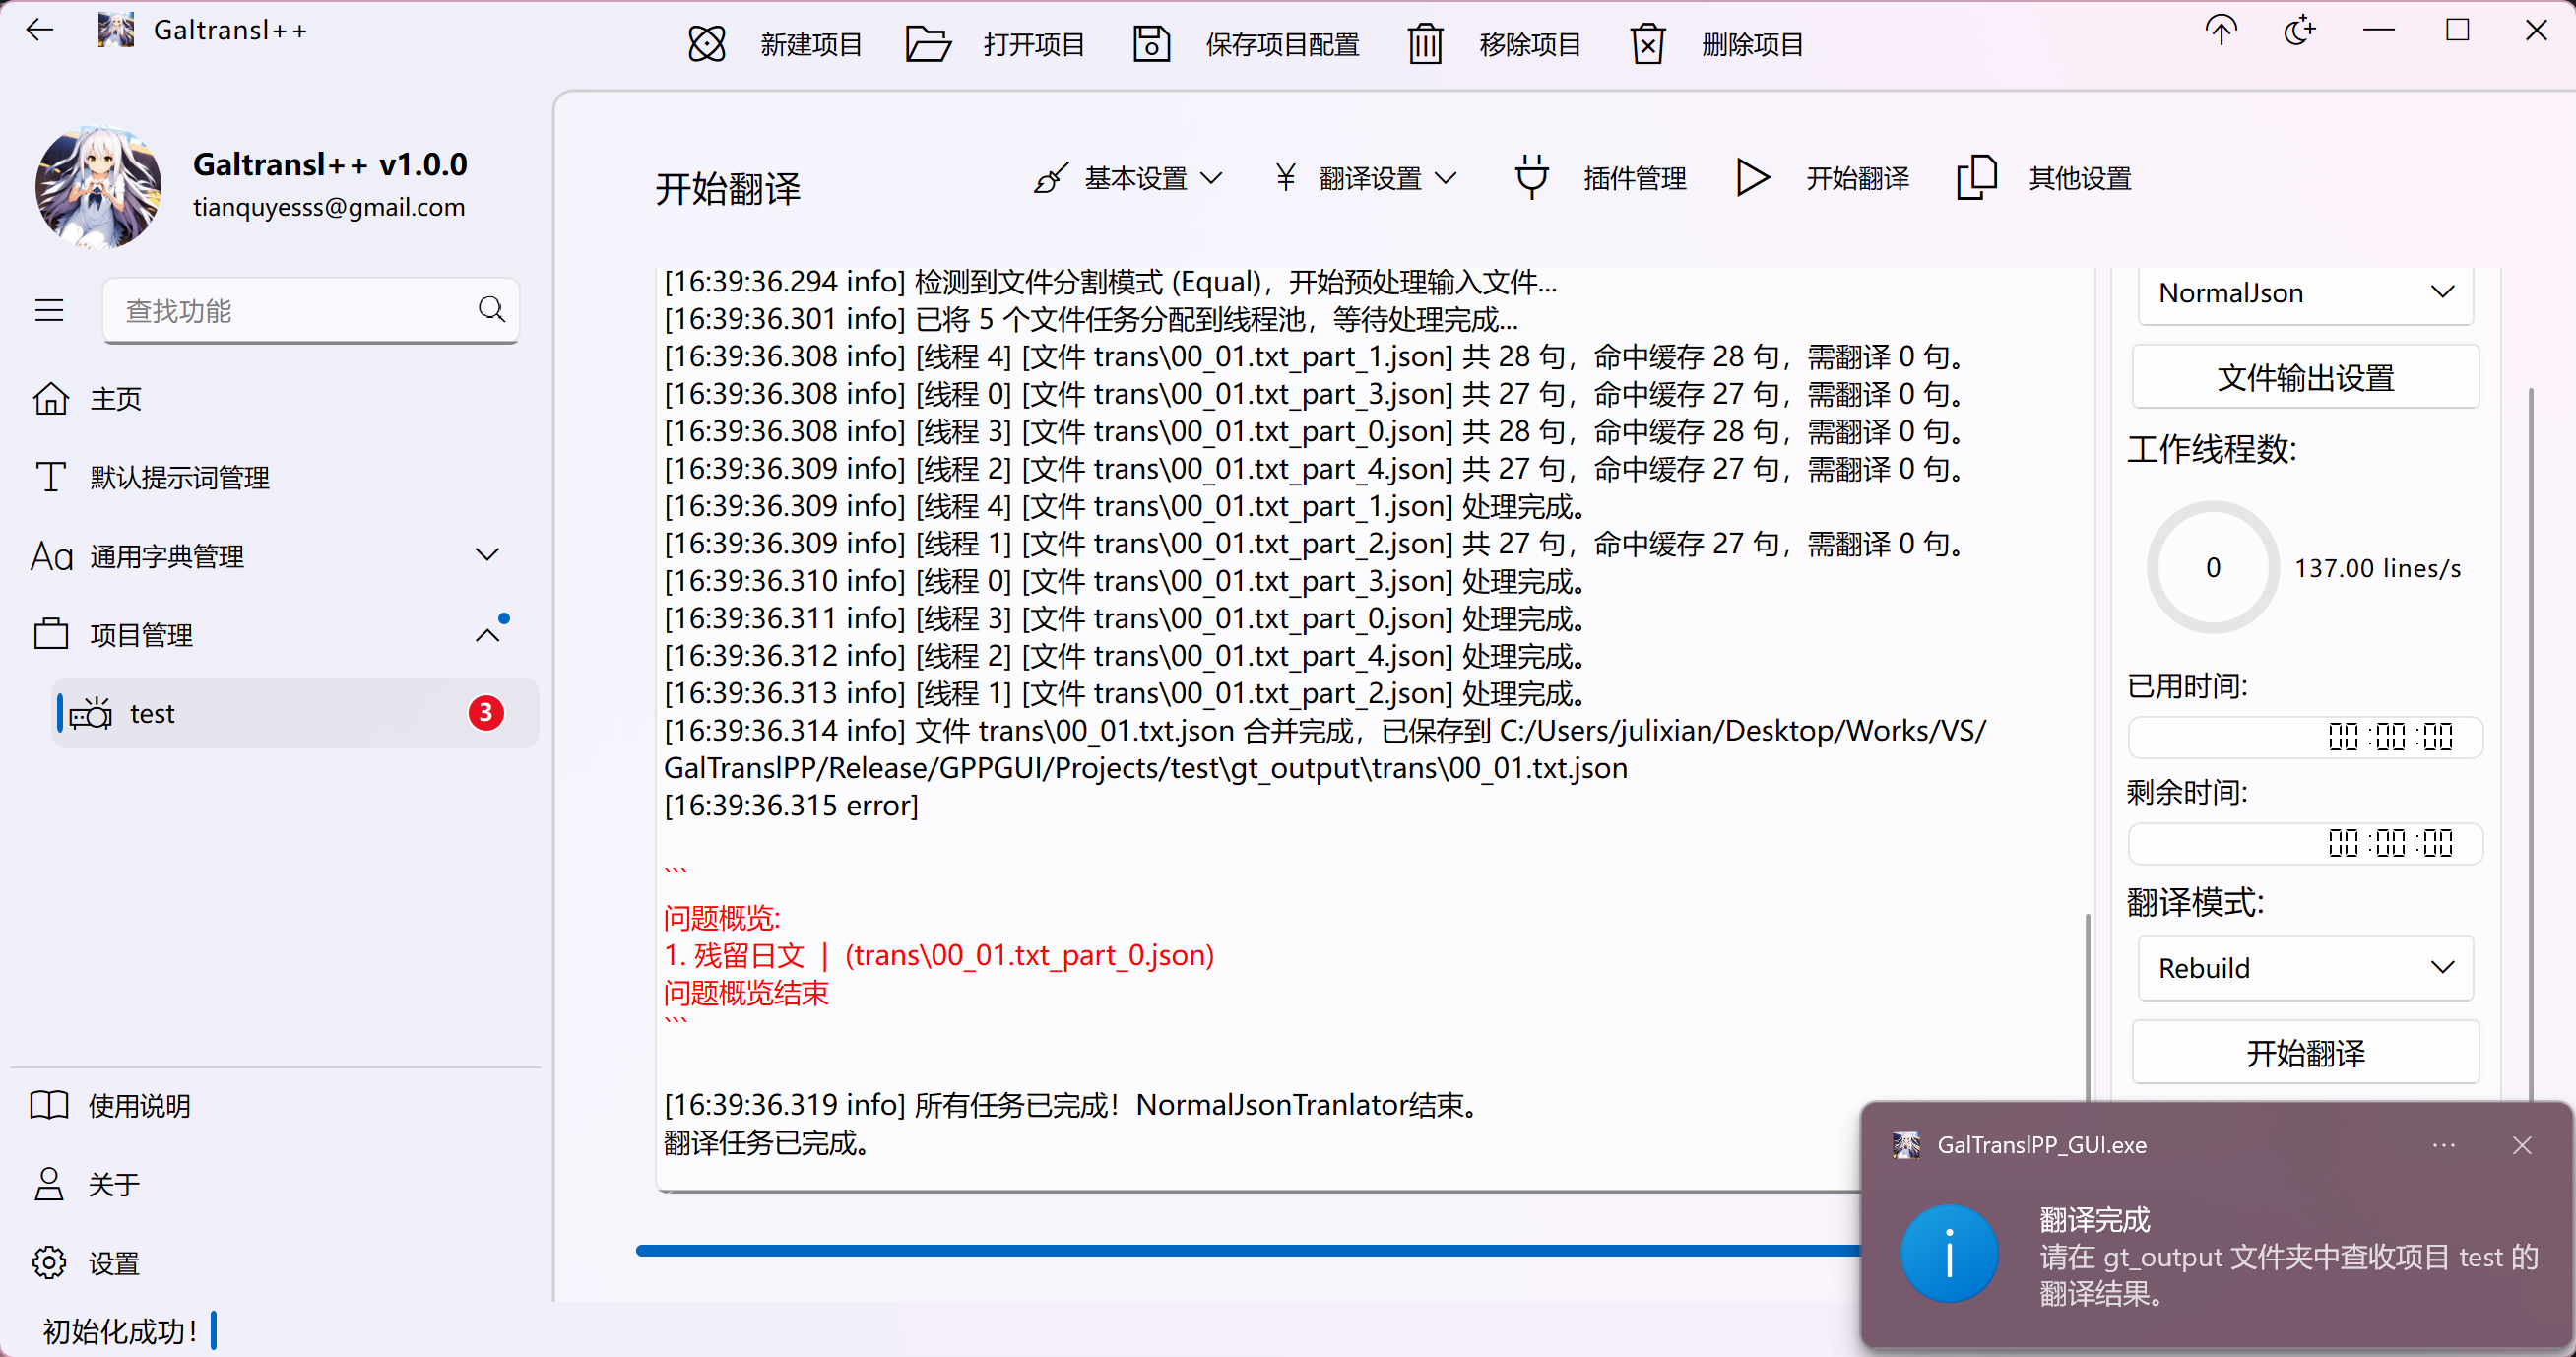 Galtransl++
新建项目
打开项目
保存项目配置
移除项目
删除项目
Galtransl++ v1.0.0
tianquyesss@gmail.com
查找功能
主页
默认提示词管理
通用字典管理
项目管理
test
3
使用说明
关于
设置
初始化成功!
开始翻译
基本设置
翻译设置
插件管理
开始翻译
其他设置
[16:39:36.294 info] 检测到文件分割模式 (Equal)，开始预处理输入文件...
[16:39:36.301 info] 已将 5 个文件任务分配到线程池，等待处理完成...
[16:39:36.308 info] [线程 4] [文件 trans\00_01.txt_part_1.json] 共 28 句，命中缓存 28 句，需翻译 0 句。
[16:39:36.308 info] [线程 0] [文件 trans\00_01.txt_part_3.json] 共 27 句，命中缓存 27 句，需翻译 0 句。
[16:39:36.308 info] [线程 3] [文件 trans\00_01.txt_part_0.json] 共 28 句，命中缓存 28 句，需翻译 0 句。
[16:39:36.309 info] [线程 2] [文件 trans\00_01.txt_part_4.json] 共 27 句，命中缓存 27 句，需翻译 0 句。
[16:39:36.309 info] [线程 4] [文件 trans\00_01.txt_part_1.json] 处理完成。
[16:39:36.309 info] [线程 1] [文件 trans\00_01.txt_part_2.json] 共 27 句，命中缓存 27 句，需翻译 0 句。
[16:39:36.310 info] [线程 0] [文件 trans\00_01.txt_part_3.json] 处理完成。
[16:39:36.311 info] [线程 3] [文件 trans\00_01.txt_part_0.json] 处理完成。
[16:39:36.312 info] [线程 2] [文件 trans\00_01.txt_part_4.json] 处理完成。
[16:39:36.313 info] [线程 1] [文件 trans\00_01.txt_part_2.json] 处理完成。
[16:39:36.314 info] 文件 trans\00_01.txt.json 合并完成，已保存到 C:/Users/julixian/Desktop/Works/VS/
GalTranslPP/Release/GPPGUI/Projects/test\gt_output\trans\00_01.txt.json
[16:39:36.315 error]
```
问题概览:
1. 残留日文 | (trans\00_01.txt_part_0.json)
问题概览结束
```
[16:39:36.319 info] 所有任务已完成！NormalJsonTranlator结束。
翻译任务已完成。
NormalJson
文件输出设置
工作线程数:
0
137.00 lines/s
已用时间:
00:00:00
剩余时间:
00:00:00
翻译模式:
Rebuild
开始翻译
GalTranslPP_GUI.exe
翻译完成
请在 gt_output 文件夹中查收项目 test 的
翻译结果。